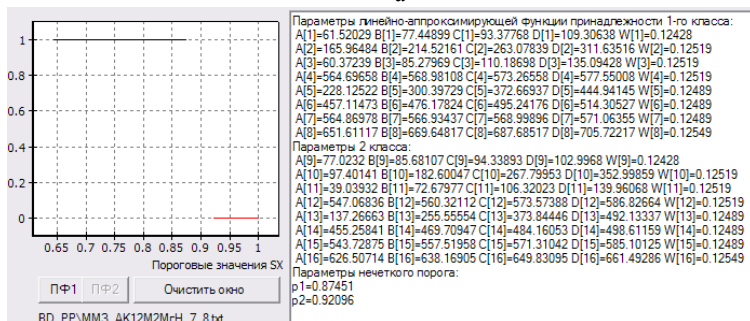 Параметры линейно-аппроксимирующей функции принадлежности 1-го класса:
A[1]=61.52029 B[1]=77.44899 C[1]=93.37768 D[1]=109.30638 W[1]=0.12428
A[2]=165.96484 B[2]=214.52161 C[2]=263.07839 D[2]=311.63516 W[2]=0.12519
A[3]=60.37239 B[3]=85.27969 C[3]=110.18698 D[3]=135.09428 W[3]=0.12519
A[4]=564.69658 B[4]=568.98108 C[4]=573.26558 D[4]=577.55008 W[4]=0.12519
A[5]=228.12522 B[5]=300.39729 C[5]=372.66937 D[5]=444.94145 W[5]=0.12489
A[6]=457.11473 B[6]=476.17824 C[6]=495.24176 D[6]=514.30527 W[6]=0.12489
A[7]=564.86978 B[7]=566.93437 C[7]=568.99896 D[7]=571.06355 W[7]=0.12489
A[8]=651.61117 B[8]=669.64817 C[8]=687.68517 D[8]=705.72217 W[8]=0.12549
Параметры 2 класса:
A[9]=77.0232 B[9]=85.68107 C[9]=94.33893 D[9]=102.9968 W[9]=0.12428
A[10]=97.40141 B[10]=182.60047 C[10]=267.79953 D[10]=352.99859 W[10]=0.12519
A[11]=39.03932 B[11]=72.67977 C[11]=106.32023 D[11]=139.96068 W[11]=0.12519
A[12]=547.06836 B[12]=560.32112 C[12]=573.57388 D[12]=586.82664 W[12]=0.12519
A[13]=137.26663 B[13]=255.55554 C[13]=373.84446 D[13]=492.13337 W[13]=0.12489
A[14]=455.25841 B[14]=469.70947 C[14]=484.16053 D[14]=498.61159 W[14]=0.12489
A[15]=543.72875 B[15]=557.51958 C[15]=571.31042 D[15]=585.10125 W[15]=0.12489
A[16]=626.50714 B[16]=638.16905 C[16]=649.83095 D[16]=661.49286 W[16]=0.12549
Параметры нечеткого порога:
p1=0.87451
p2=0.92096
1
0.8
0.6
0.4
0.2
0
0.65 0.7 0.75 0.8 0.85 0.9 0.95 1
Пороговые значения SX
ПФ1 ПФ2 Очистить окно
BD_PP\MM3_AK12M2MrH_7_8.txt